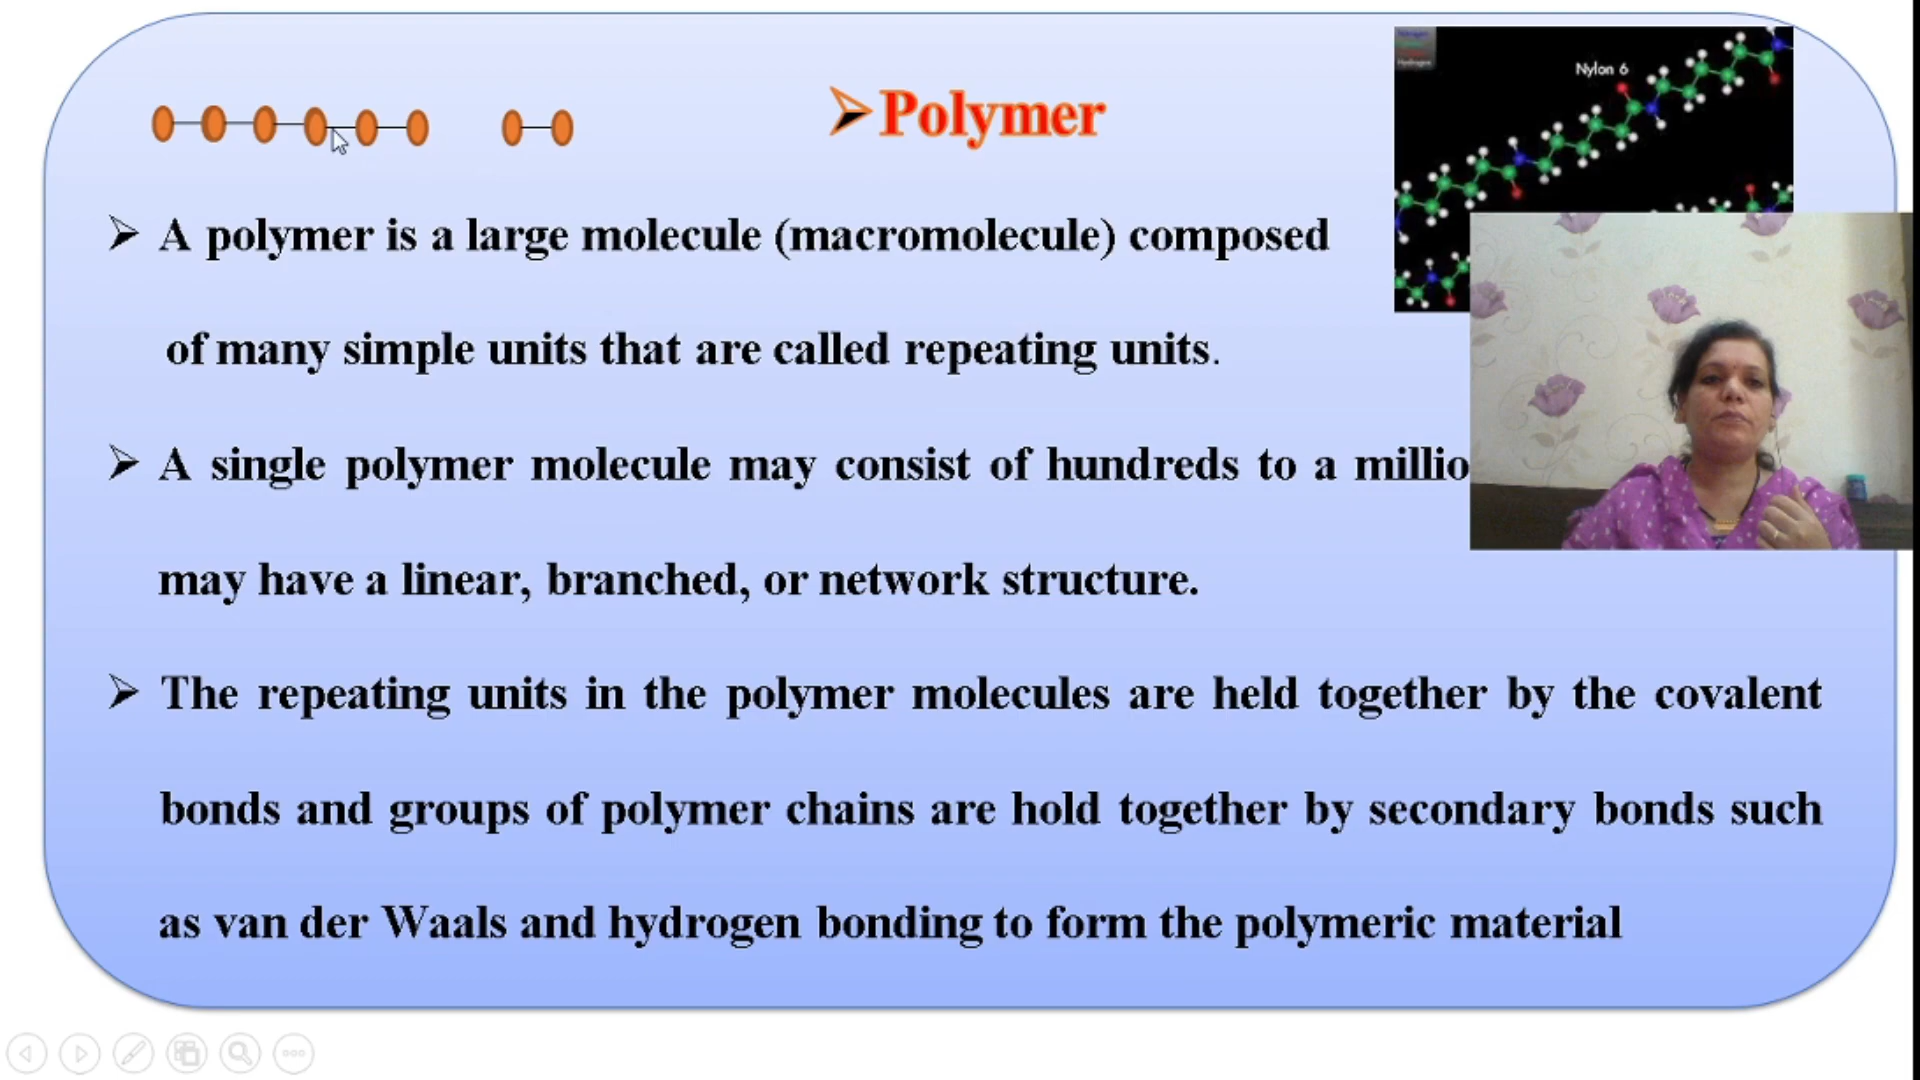 Polymer
Nylon 6
A polymer is a large molecule (macromolecule) composed
of many simple units that are called repeating units.
A single polymer molecule may consist of hundreds to a
may have a linear, branched, or network structure.
The repeating units in the polymer molecules are held together by the covalent
bonds and groups of polymer chains are hold together by secondary bonds such
as van der Waals and hydrogen bonding to form the polymeric material